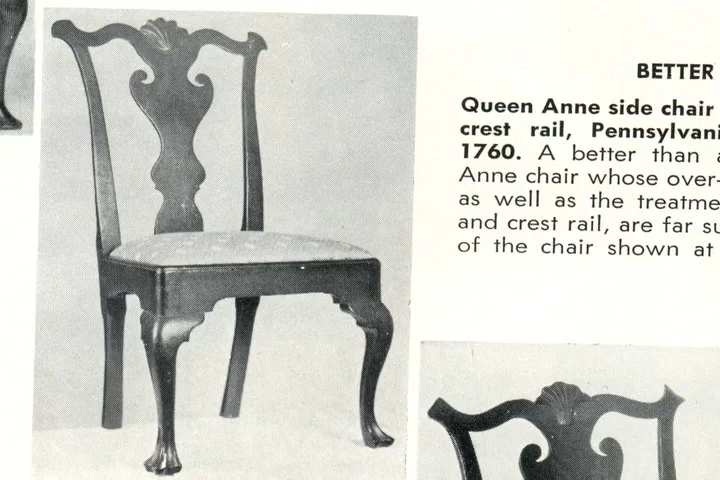 BETTER
Queen Anne side chair
crest rail, Pennsylvani
1760. A better than a
Anne chair whose over-
as well as the treatme
and crest rail, are far su
of the chair shown at